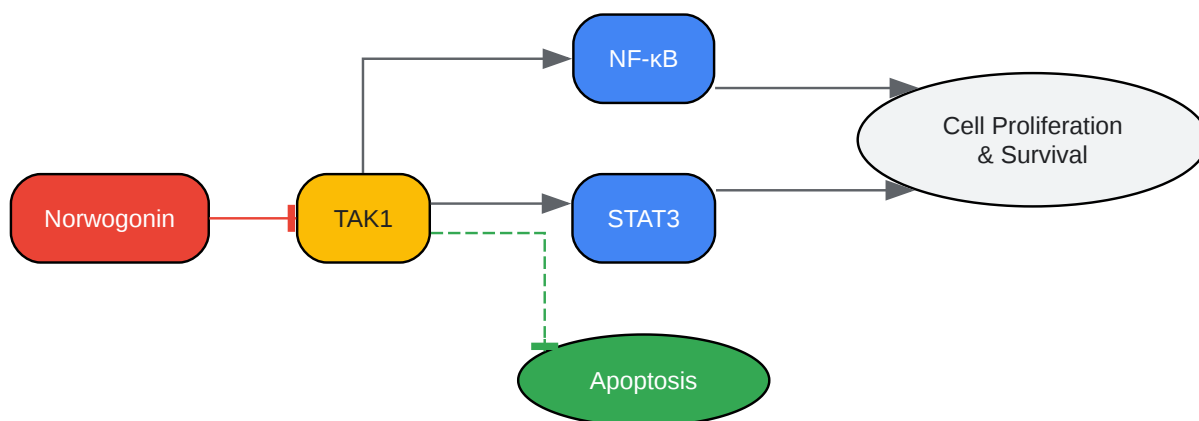 NF-κB
Cell Proliferation
& Survival
Norwogonin
TAK1
STAT3
Apoptosis